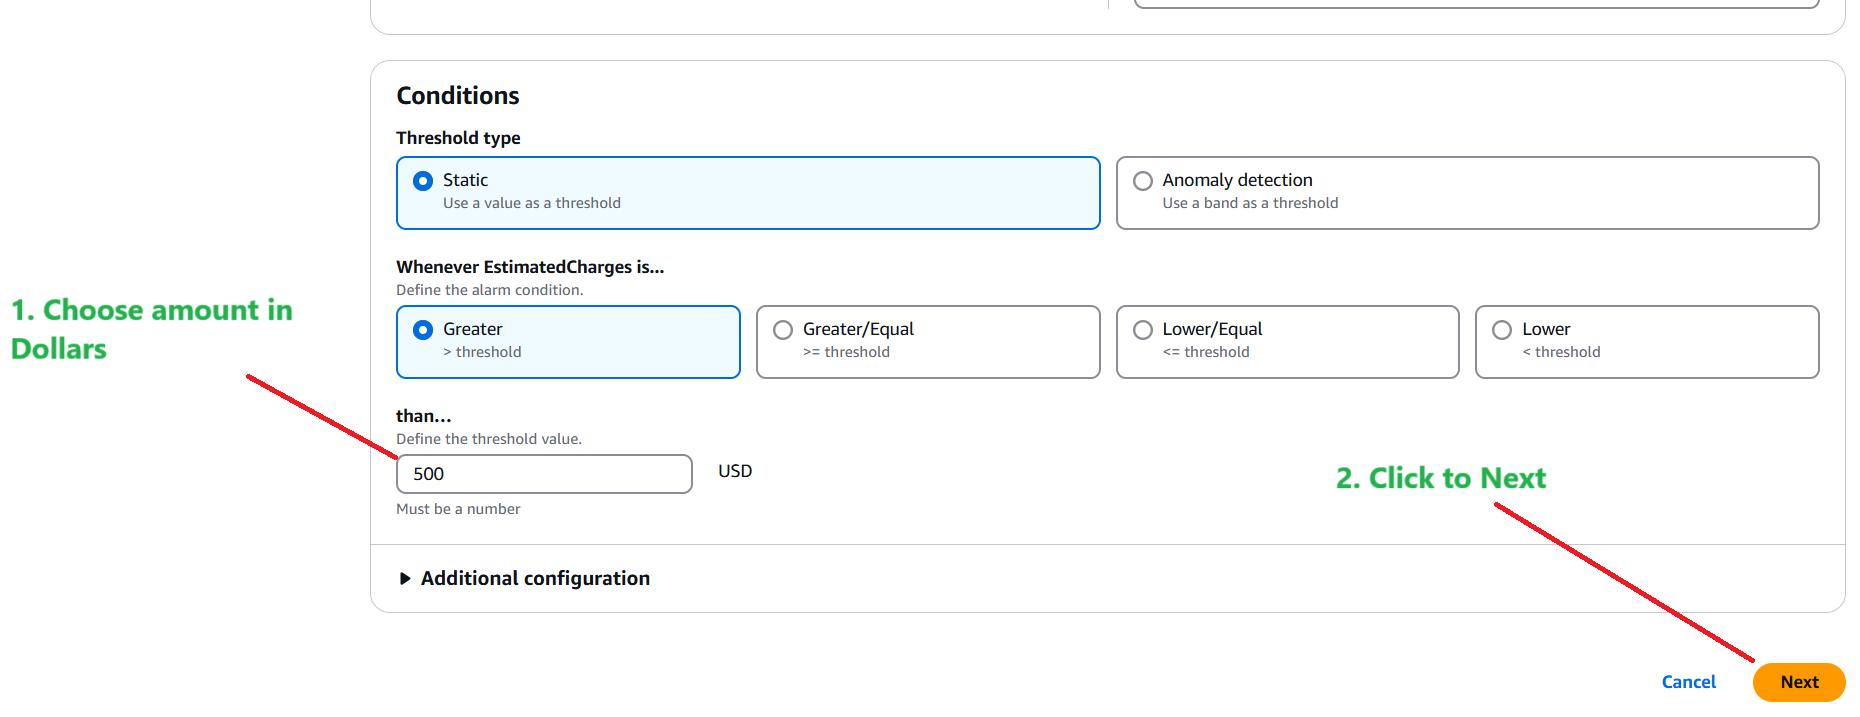 Conditions
Threshold type
Static
Use a value as a threshold
Anomaly detection
Use a band as a threshold
Whenever EstimatedCharges is...
Define the alarm condition.
1. Choose amount in
Dollars
Greater
> threshold
Greater/Equal
>= threshold
Lower/Equal
<= threshold
Lower
< threshold
than...
Define the threshold value.
500
USD
Must be a number
2. Click to Next
Additional configuration
Cancel
Next